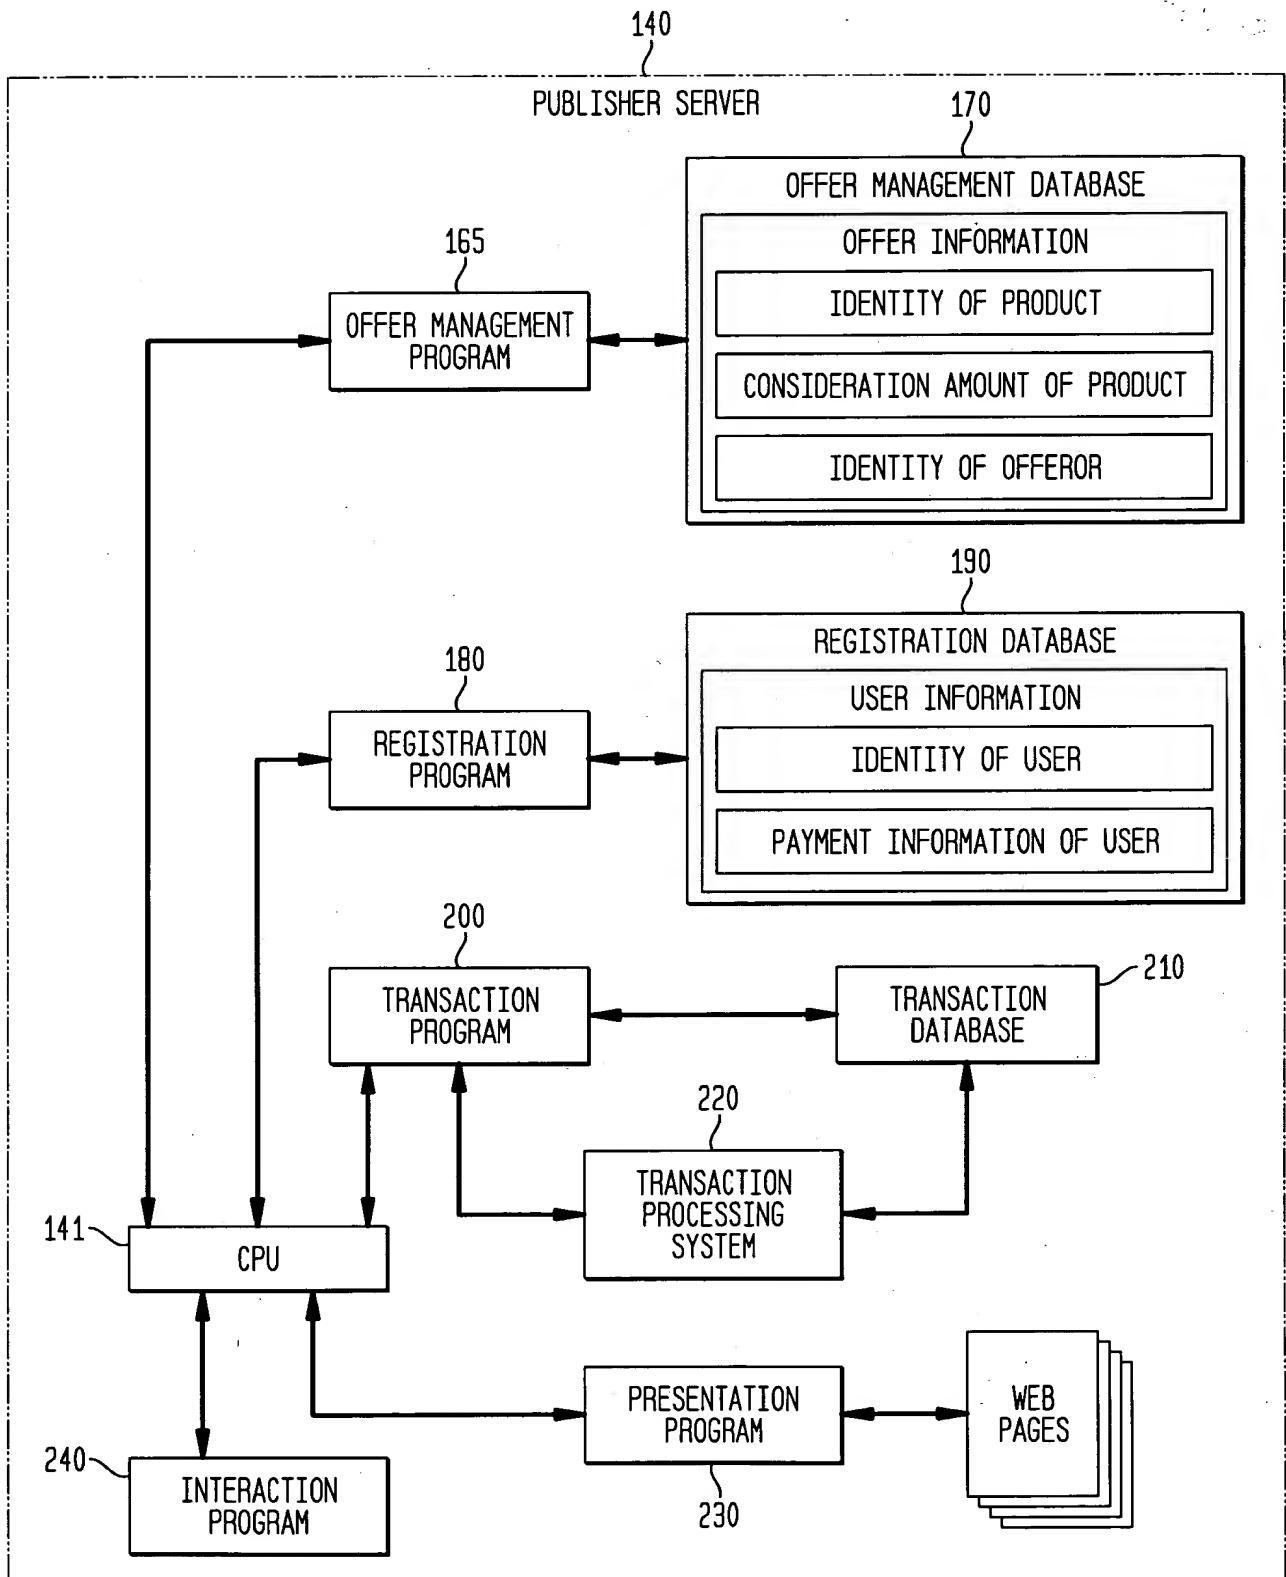 140
PUBLISHER SERVER
170
OFFER MANAGEMENT DATABASE
OFFER INFORMATION
IDENTITY OF PRODUCT
CONSIDERATION AMOUNT OF PRODUCT
IDENTITY OF OFFEROR
165
OFFER MANAGEMENT
PROGRAM
190
REGISTRATION DATABASE
USER INFORMATION
IDENTITY OF USER
PAYMENT INFORMATION OF USER
180
REGISTRATION
PROGRAM
200
TRANSACTION
PROGRAM
210
TRANSACTION
DATABASE
220
TRANSACTION
PROCESSING
SYSTEM
141
CPU
PRESENTATION
PROGRAM
230
WEB
PAGES
240
INTERACTION
PROGRAM